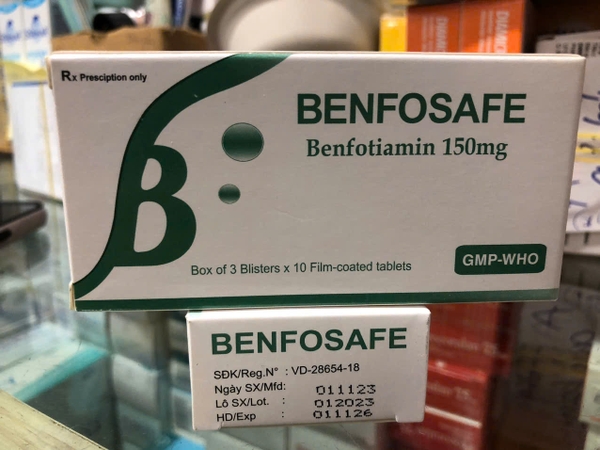 Rx Presciption only
BENFOSAFE
Benfotiamin 150mg
B
Box of 3 Blisters x 10 Film-coated tablets
GMP-WHO
BENFOSAFE
SĐK/Reg.Nº : VD-28654-18
Ngày SX/Mfd: 011123
Lô SX/Lot. : 012023
HD/Exp : 011126